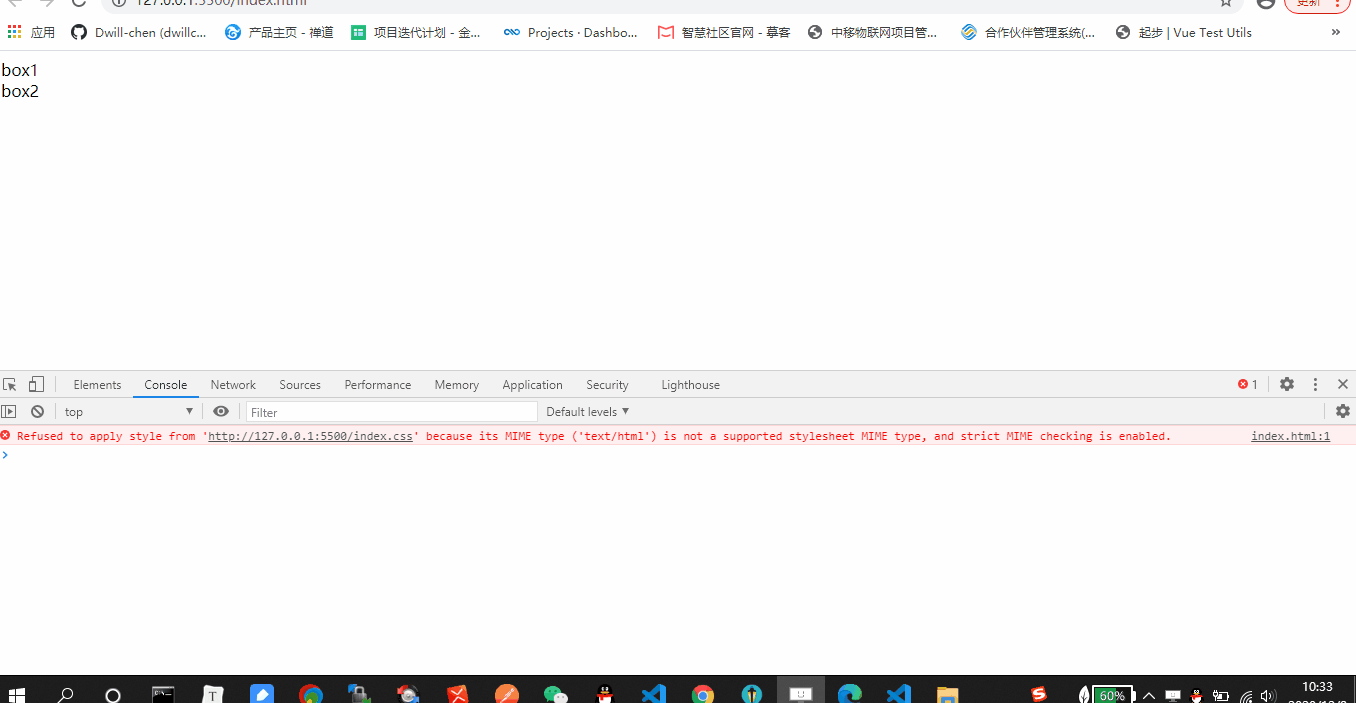 127.0.0.1:5500/index.html
更新
应用 Dwill-chen (dwillc... 产品主页 - 禅道 项目迭代计划 - 金... Projects · Dashbo... 智慧社区官网 - 摹客 中移物联网项目管... 合作伙伴管理系统(... 起步 | Vue Test Utils »
box1
box2
Elements Console Network Sources Performance Memory Application Security Lighthouse 1
top Filter Default levels
Refused to apply style from 'http://127.0.0.1:5500/index.css' because its MIME type ('text/html') is not a supported stylesheet MIME type, and strict MIME checking is enabled. index.html:1
60% 10:33